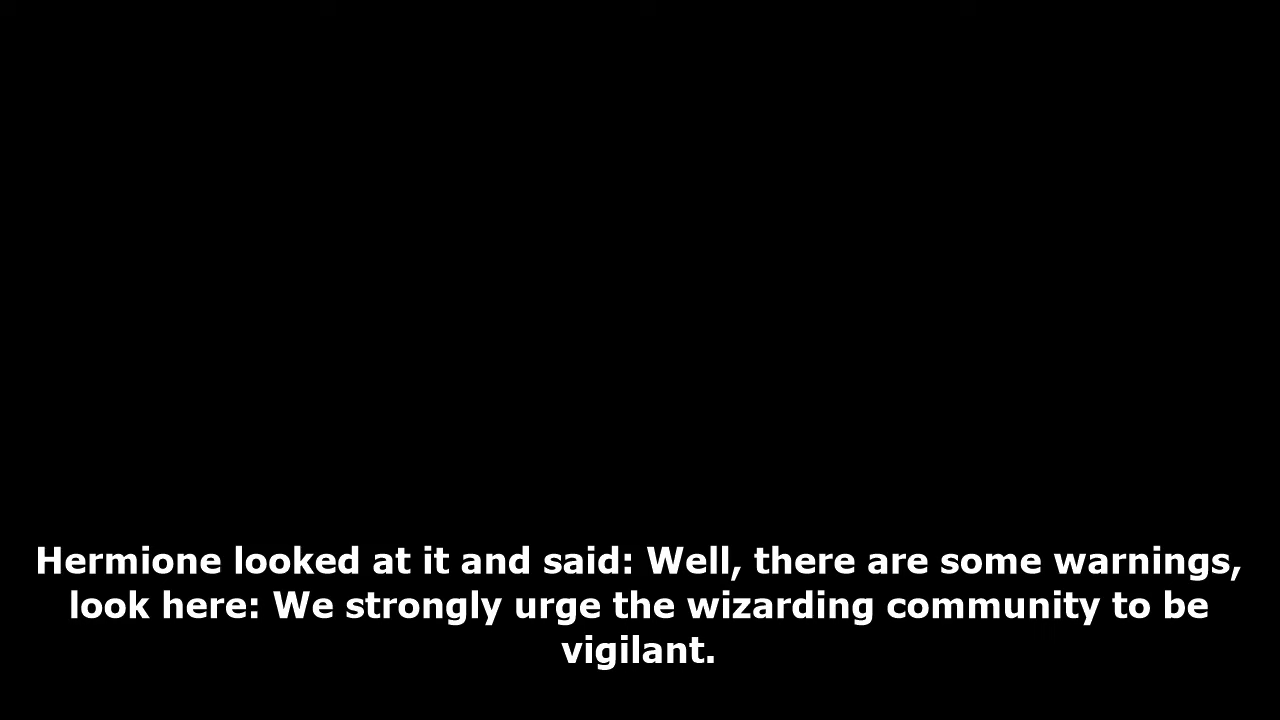 Hermione looked at it and said: Well, there are some warnings,
look here: We strongly urge the wizarding community to be
vigilant.